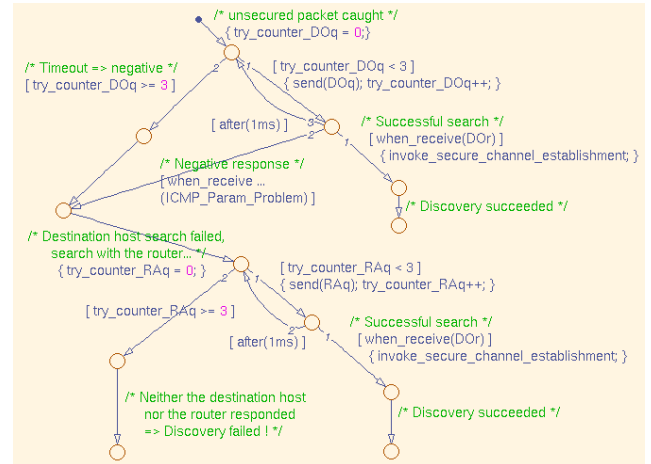 /* unsecured packet caught */
{ try_counter_DOq = 0;}
/* Timeout => negative */
[ try_counter_DOq >= 3 ]
2
1
[ try_counter_DOq < 3 ]
{ send(DOq); try_counter_DOq++; }
[ after(1ms) ]
3
2
1
/* Successful search */
[ when_receive(DOr) ]
{ invoke_secure_channel_establishment; }
/* Negative response */
[ when_receive ...
(ICMP_Param_Problem) ]
/* Discovery succeeded */
/* Destination host search failed,
search with the router... */
{ try_counter_RAq = 0; }
2
1
[ try_counter_RAq < 3 ]
{ send(RAq); try_counter_RAq++; }
[ try_counter_RAq >= 3 ]
[ after(1ms) ]
2
1
/* Successful search */
[ when_receive(DOr) ]
{ invoke_secure_channel_establishment; }
/* Neither the destination host
nor the router responded
=> Discovery failed ! */
/* Discovery succeeded */